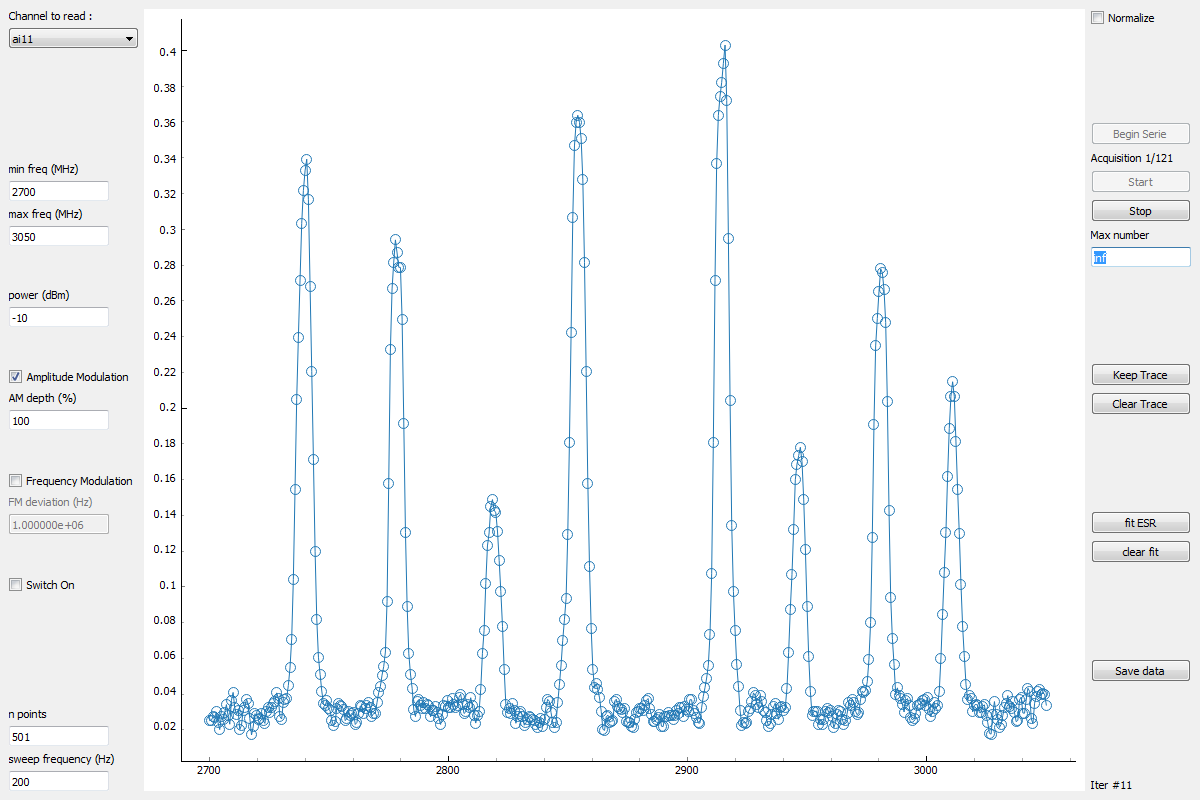 Channel to read :
ai11
min freq (MHz)
2700
max freq (MHz)
3050
power (dBm)
-10
Amplitude Modulation
AM depth (%)
100
Frequency Modulation
FM deviation (Hz)
1.000000e+06
Switch On
n points
501
sweep frequency (Hz)
200
0.4
0.38
0.36
0.34
0.32
0.3
0.28
0.26
0.24
0.22
0.2
0.18
0.16
0.14
0.12
0.1
0.08
0.06
0.04
0.02
2700
2800
2900
3000
Normalize
Begin Serie
Acquisition 1/121
Start
Stop
Max number
inf
Keep Trace
Clear Trace
fit ESR
clear fit
Save data
Iter #11